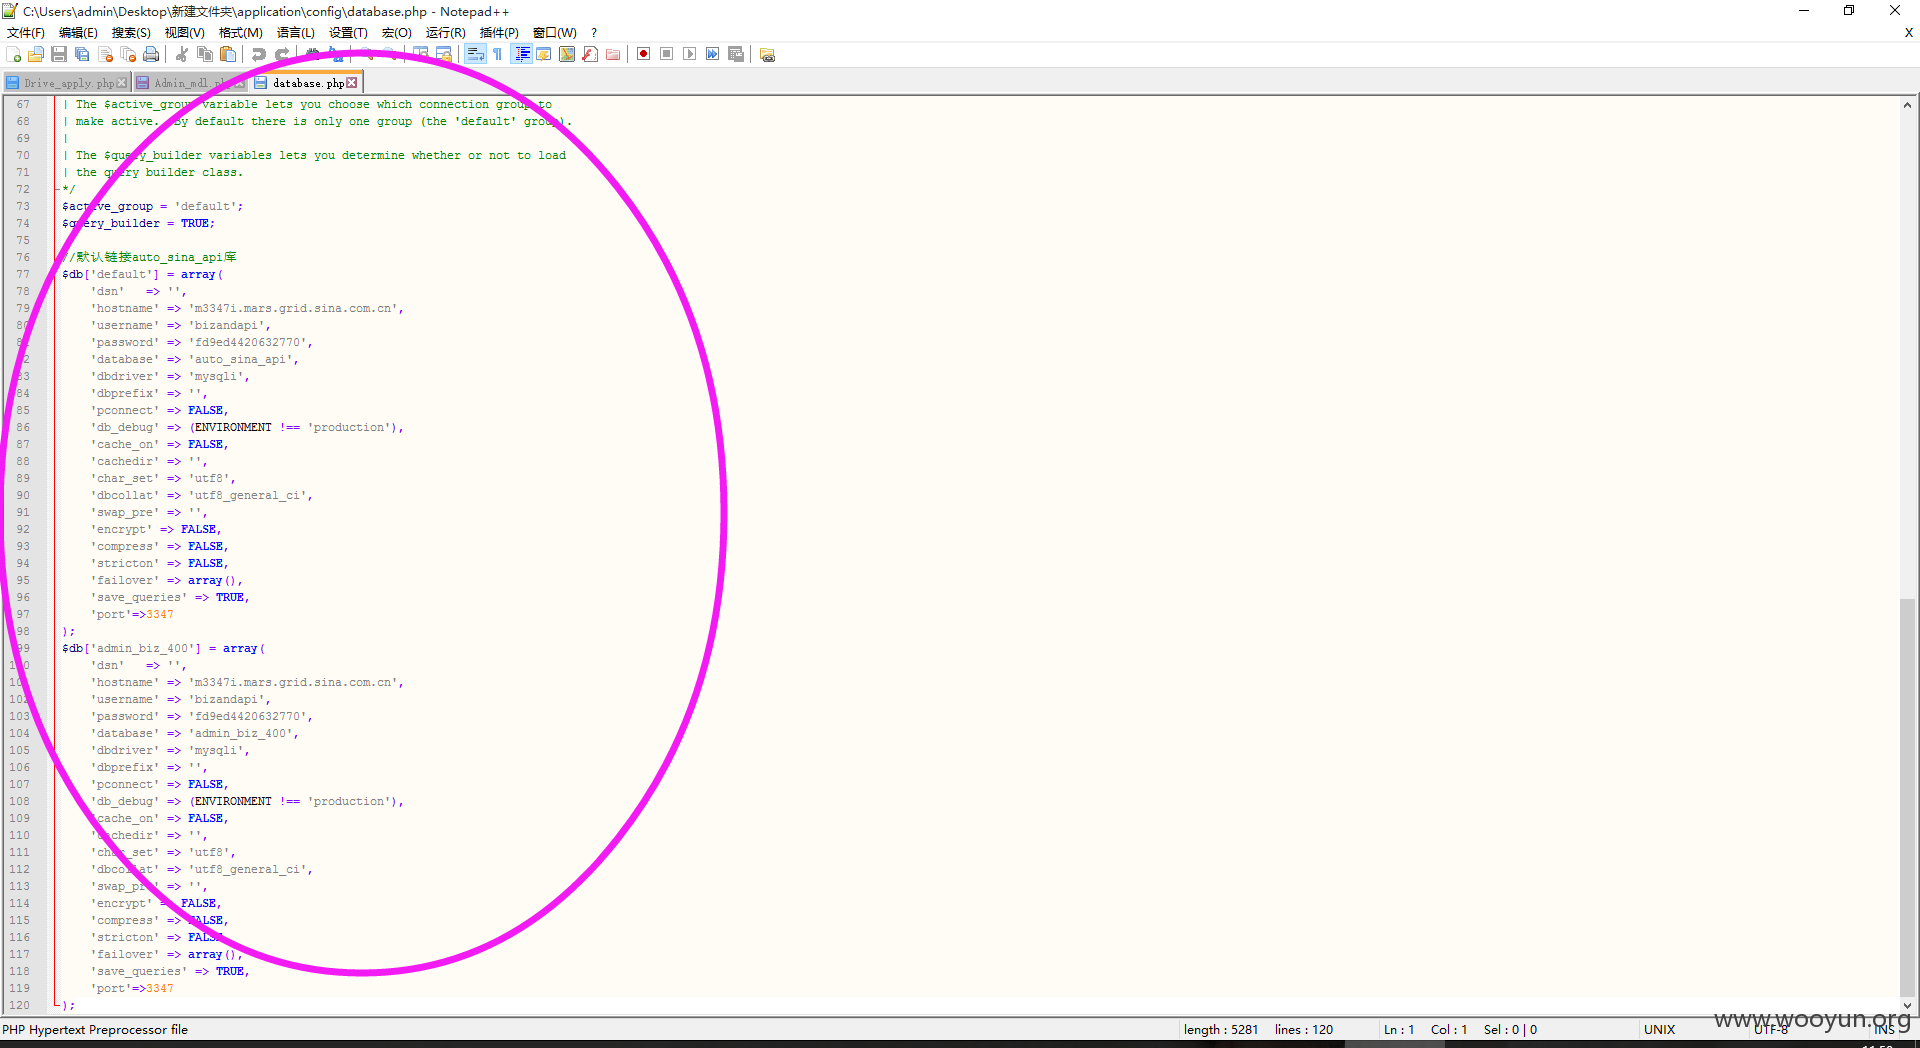 C:\Users\admin\Desktop\新建文件夹\application\config\database.php - Notepad++
文件(F) 编辑(E) 搜索(S) 视图(V) 格式(M) 语言(L) 设置(T) 宏(O) 运行(R) 插件(P) 窗口(W) ? X
Drive_apply.php Admin_mdl.php database.php
67 | The $active_group variable lets you choose which connection group to
68 | make active. By default there is only one group (the 'default' group).
69 |
70 | The $query_builder variables lets you determine whether or not to load
71 | the query builder class.
72 */
73 $active_group = 'default';
74 $query_builder = TRUE;
75
76 //默认链接auto_sina_api库
77 $db['default'] = array(
78 'dsn' => '',
79 'hostname' => 'm3347i.mars.grid.sina.com.cn',
80 'username' => 'bizandapi',
81 'password' => 'fd9ed4420632770',
82 'database' => 'auto_sina_api',
83 'dbdriver' => 'mysqli',
84 'dbprefix' => '',
85 'pconnect' => FALSE,
86 'db_debug' => (ENVIRONMENT !== 'production'),
87 'cache_on' => FALSE,
88 'cachedir' => '',
89 'char_set' => 'utf8',
90 'dbcollat' => 'utf8_general_ci',
91 'swap_pre' => '',
92 'encrypt' => FALSE,
93 'compress' => FALSE,
94 'stricton' => FALSE,
95 'failover' => array(),
96 'save_queries' => TRUE,
97 'port'=>3347
98 );
99 $db['admin_biz_400'] = array(
100 'dsn' => '',
101 'hostname' => 'm3347i.mars.grid.sina.com.cn',
102 'username' => 'bizandapi',
103 'password' => 'fd9ed4420632770',
104 'database' => 'admin_biz_400',
105 'dbdriver' => 'mysqli',
106 'dbprefix' => '',
107 'pconnect' => FALSE,
108 'db_debug' => (ENVIRONMENT !== 'production'),
109 'cache_on' => FALSE,
110 'cachedir' => '',
111 'char_set' => 'utf8',
112 'dbcollat' => 'utf8_general_ci',
113 'swap_pre' => '',
114 'encrypt' => FALSE,
115 'compress' => FALSE,
116 'stricton' => FALSE,
117 'failover' => array(),
118 'save_queries' => TRUE,
119 'port'=>3347
120 );
PHP Hypertext Preprocessor file length : 5281 lines : 120 Ln : 1 Col : 1 Sel : 0 | 0 UNIX UTF-8 INS
www.wooyun.org